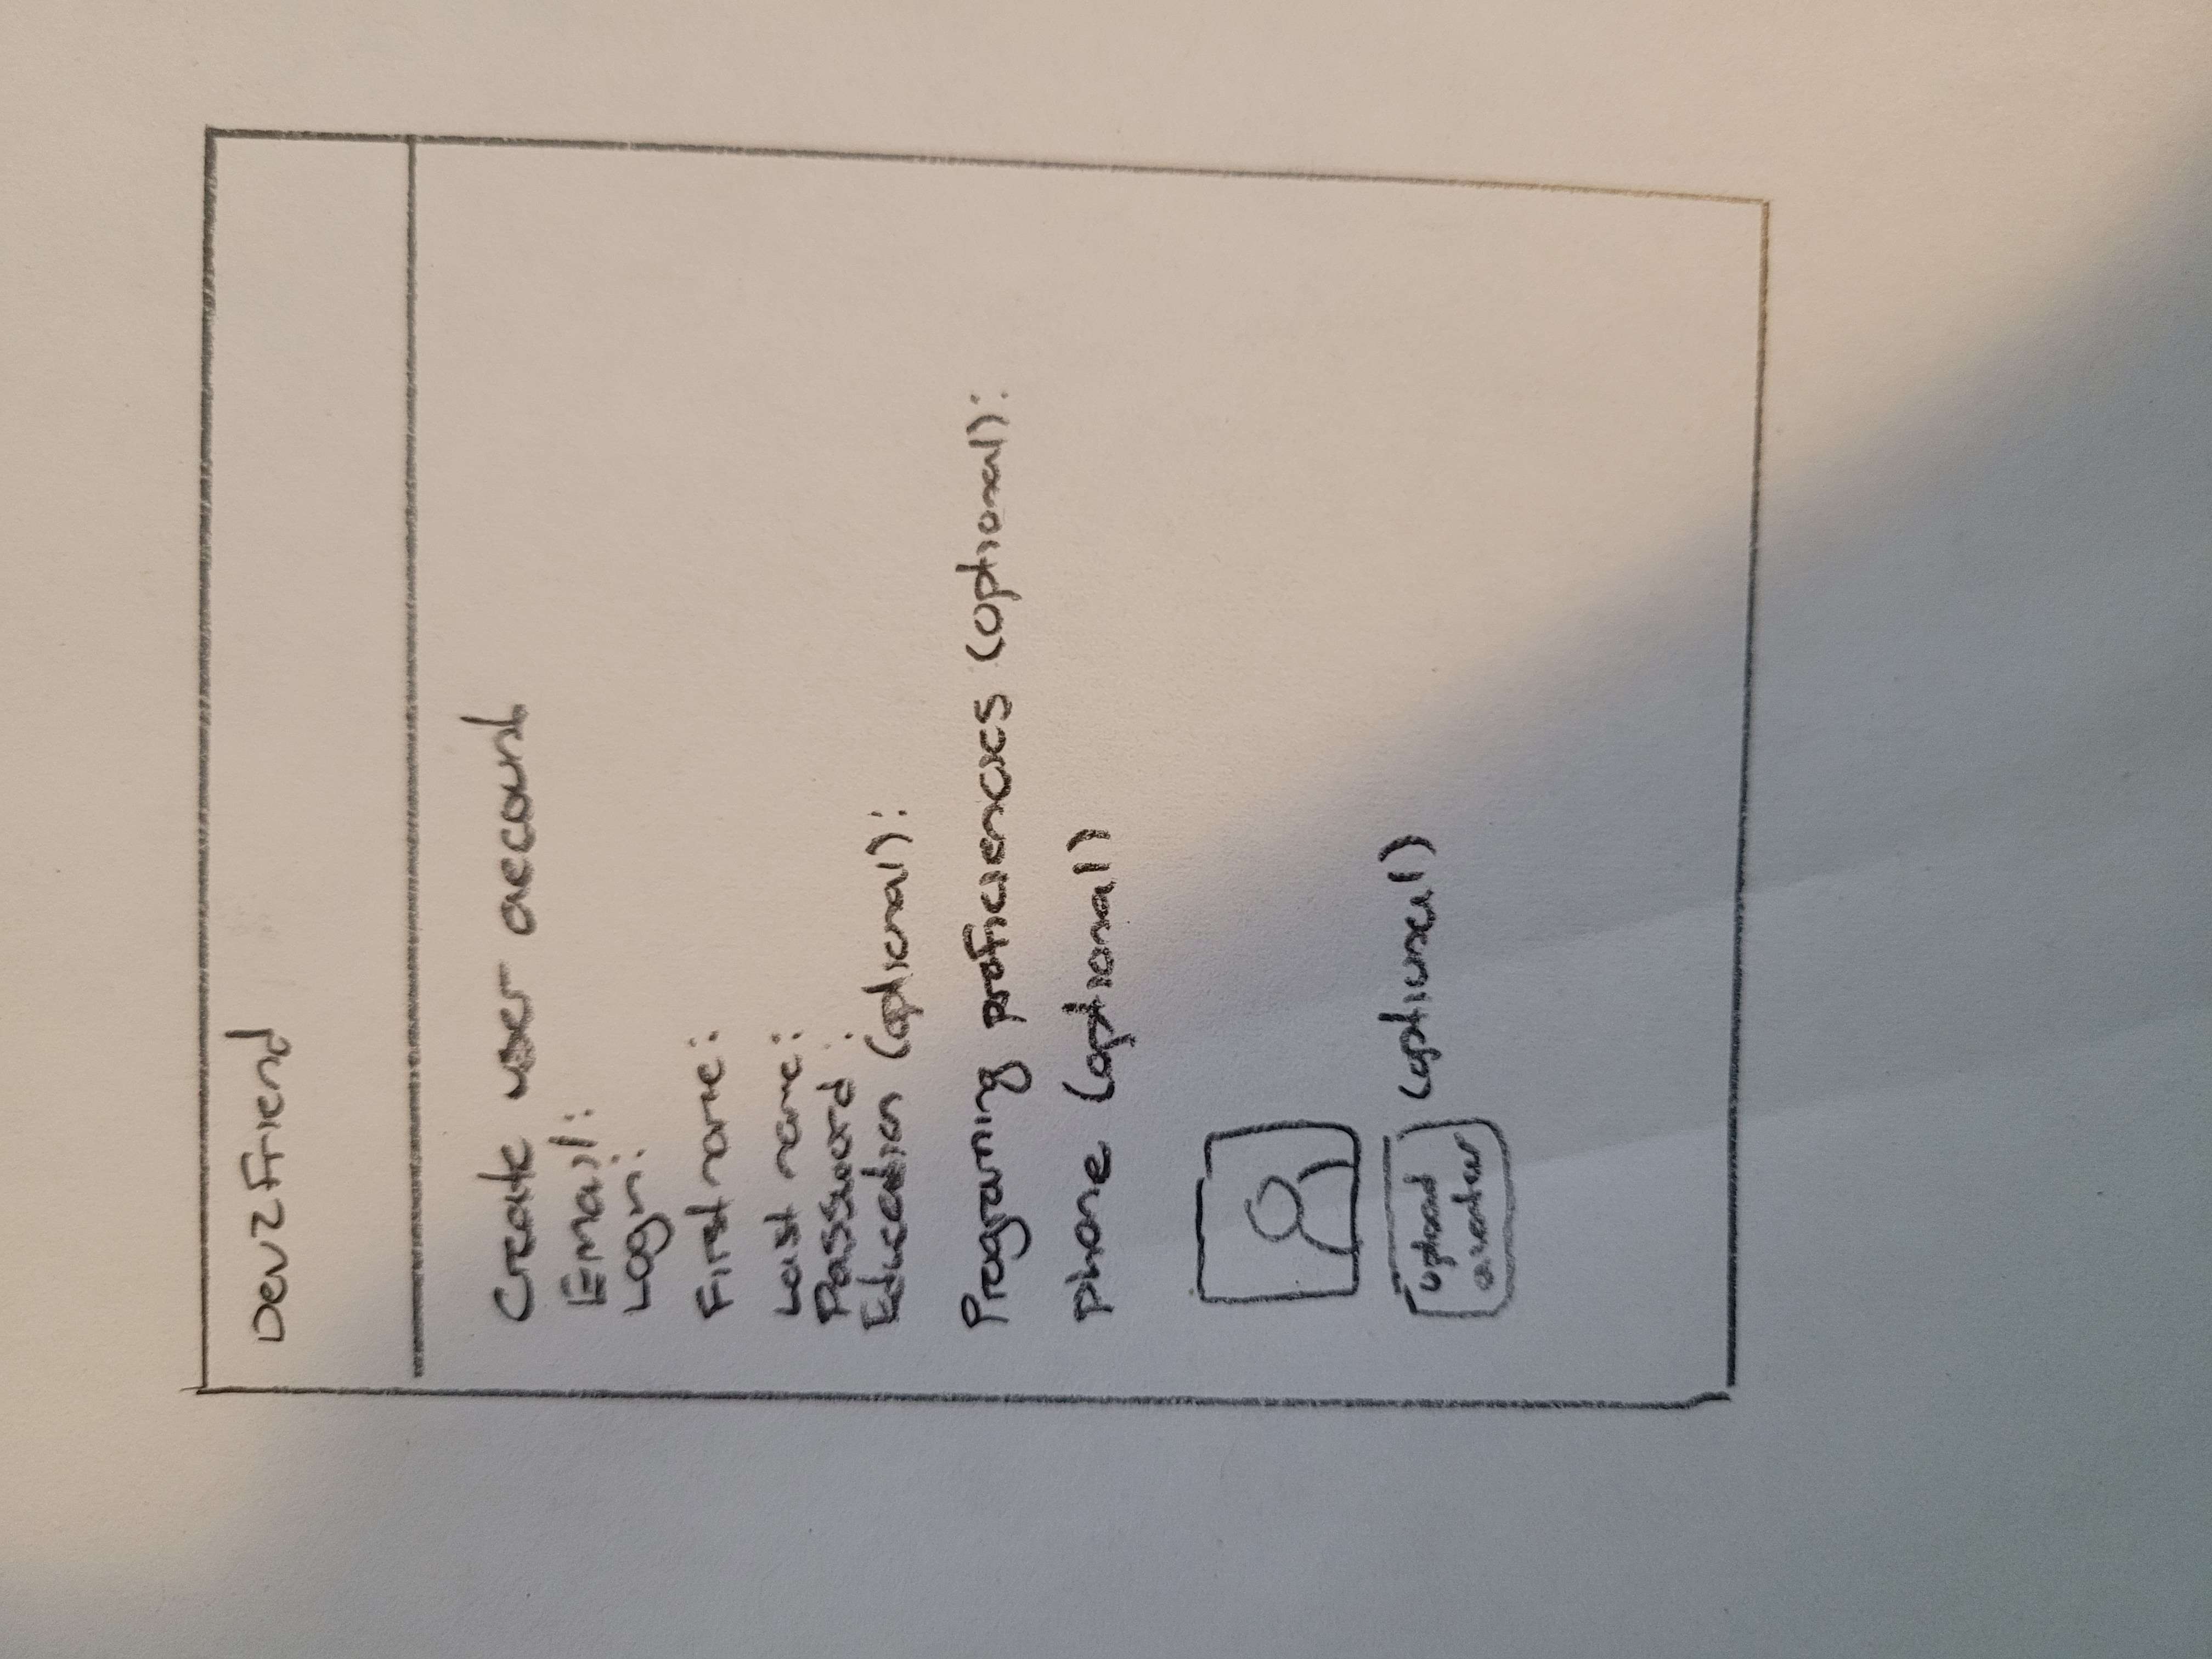 Dev2Friend
Create user account
Email:
Login:
First name:
Last name:
Password :
Education (optional):
Programing proficiencies (optional):
phone (optional)
upload (optional)
avatar